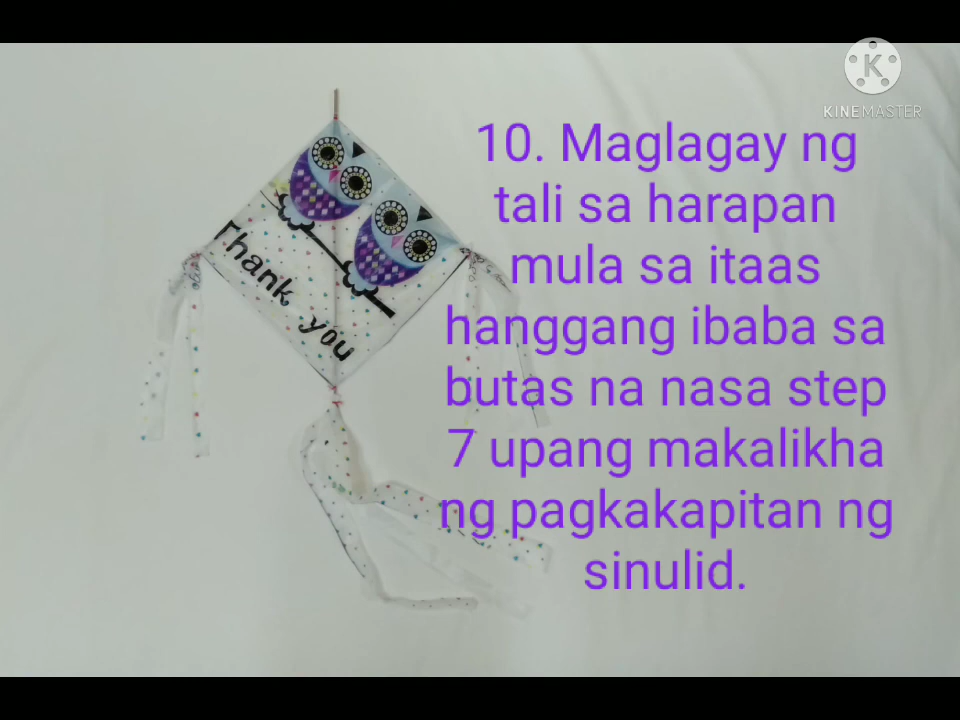 K
KINEMASTER
10. Maglagay ng
tali sa harapan
mula sa itaas
hanggang ibaba sa
butas na nasa step
7 upang makalikha
ng pagkakapitan ng
sinulid.
Thank you